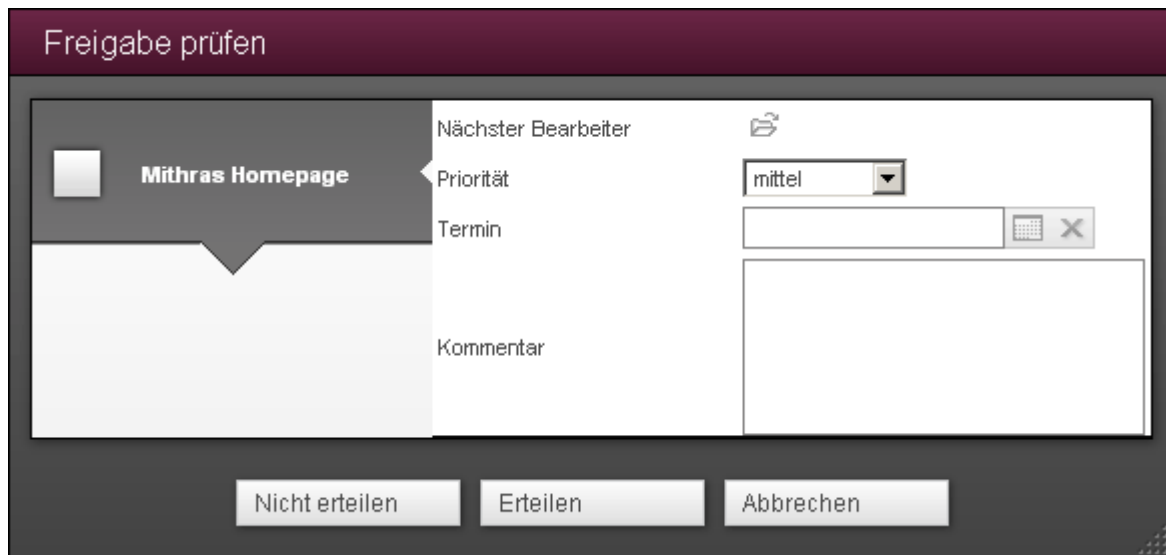 Freigabe prüfen
Mithras Homepage
Nächster Bearbeiter
Priorität
mittel
Termin
Kommentar
Nicht erteilen
Erteilen
Abbrechen